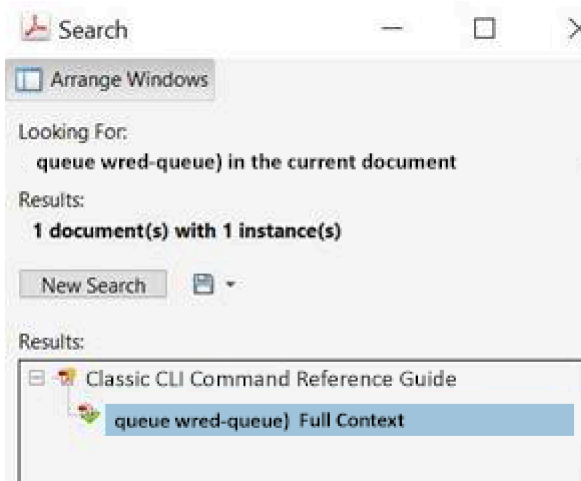 Search
Arrange Windows
Looking For:
queue wred-queue) in the current document
Results:
1 document(s) with 1 instance(s)
New Search
Results:
Classic CLI Command Reference Guide
queue wred-queue) Full Context